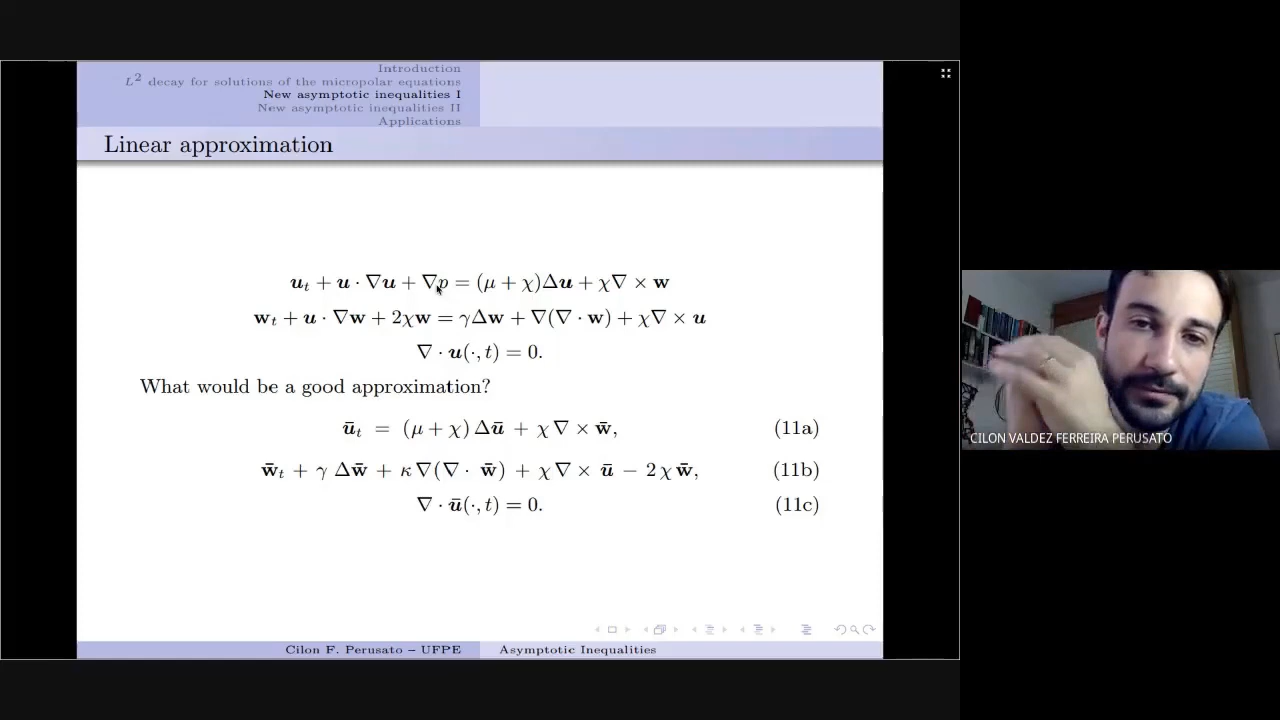 Introduction
L² decay for solutions of the micropolar equations
New asymptotic inequalities I
New asymptotic inequalities II
Applications
Linear approximation
u_t + u · ∇u + ∇p = (μ + χ)Δu + χ∇ × w
w_t + u · ∇w + 2χw = γΔw + ∇(∇ · w) + χ∇ × u
∇ · u(·, t) = 0.
What would be a good approximation?
ū_t = (μ + χ) Δū + χ ∇ × w̄, (11a)
w̄_t + γ Δw̄ + κ ∇(∇ · w̄) + χ ∇ × ū − 2 χ w̄, (11b)
∇ · ū(·, t) = 0. (11c)
CILON VALDEZ FERREIRA PERUSATO
Cilon F. Perusato – UFPE Asymptotic Inequalities